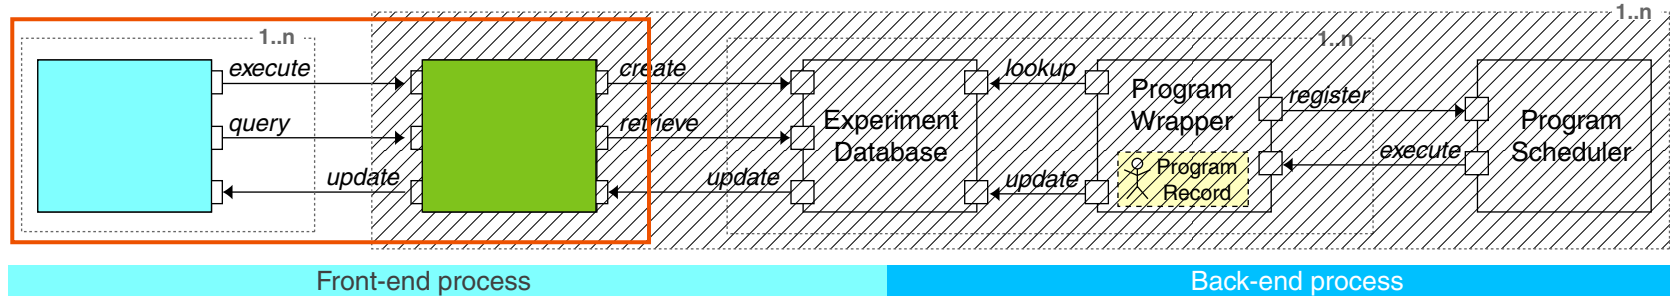 1..n
1..n
1..n
execute
create
lookup
Program
Wrapper
register
query
retrieve
Experiment
Database
Program
Scheduler
execute
update
update
update
Program
Record
Front-end process
Back-end process